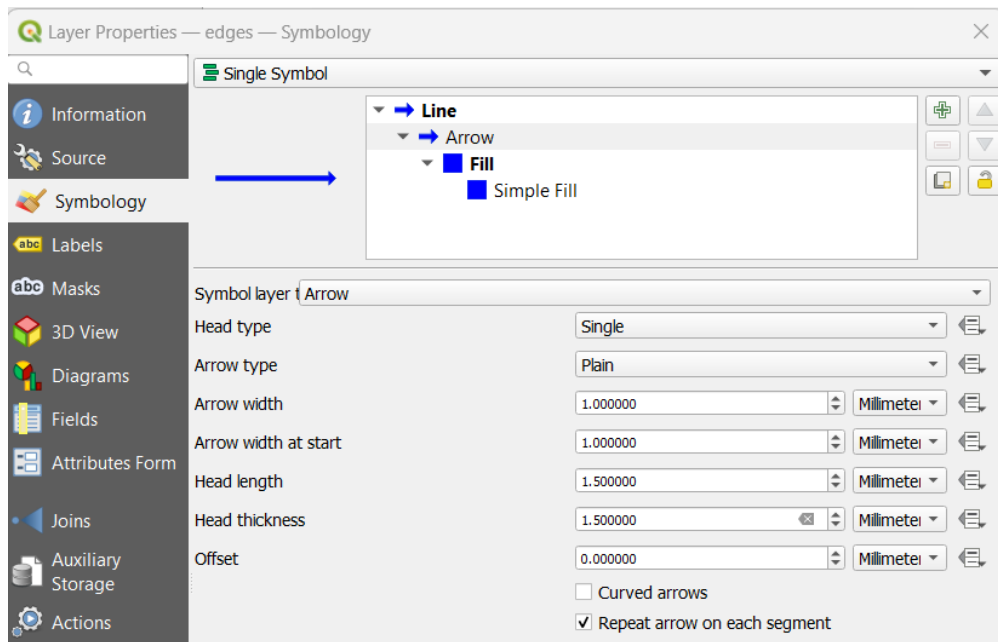 Layer Properties — edges — Symbology
Single Symbol
Information
Source
Symbology
abc Labels
abc Masks
3D View
Diagrams
Fields
Attributes Form
Joins
Auxiliary
Storage
Actions
Line
Arrow
Fill
Simple Fill
Symbol layer t Arrow
Head type Single
Arrow type Plain
Arrow width 1.000000 Millimeter
Arrow width at start 1.000000 Millimeter
Head length 1.500000 Millimeter
Head thickness 1.500000 Millimeter
Offset 0.000000 Millimeter
Curved arrows
Repeat arrow on each segment